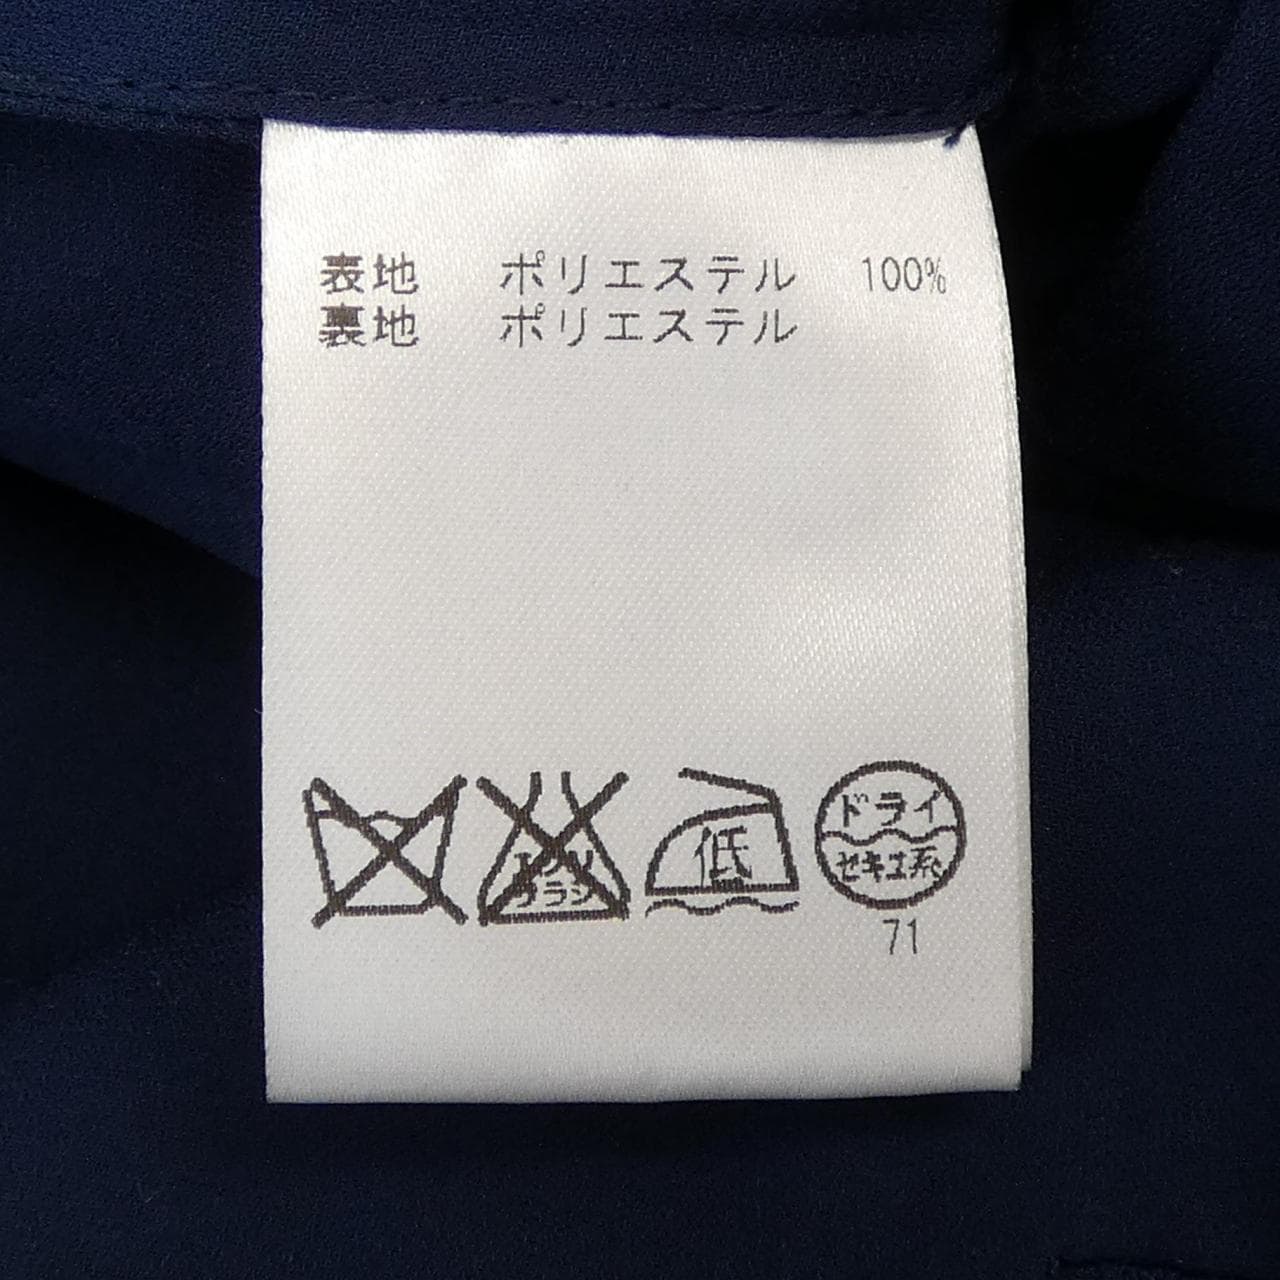 表地 ポリエステル 100%
裏地 ポリエステル
エンソ
フラシ
低
ドライ
セキユ系
71